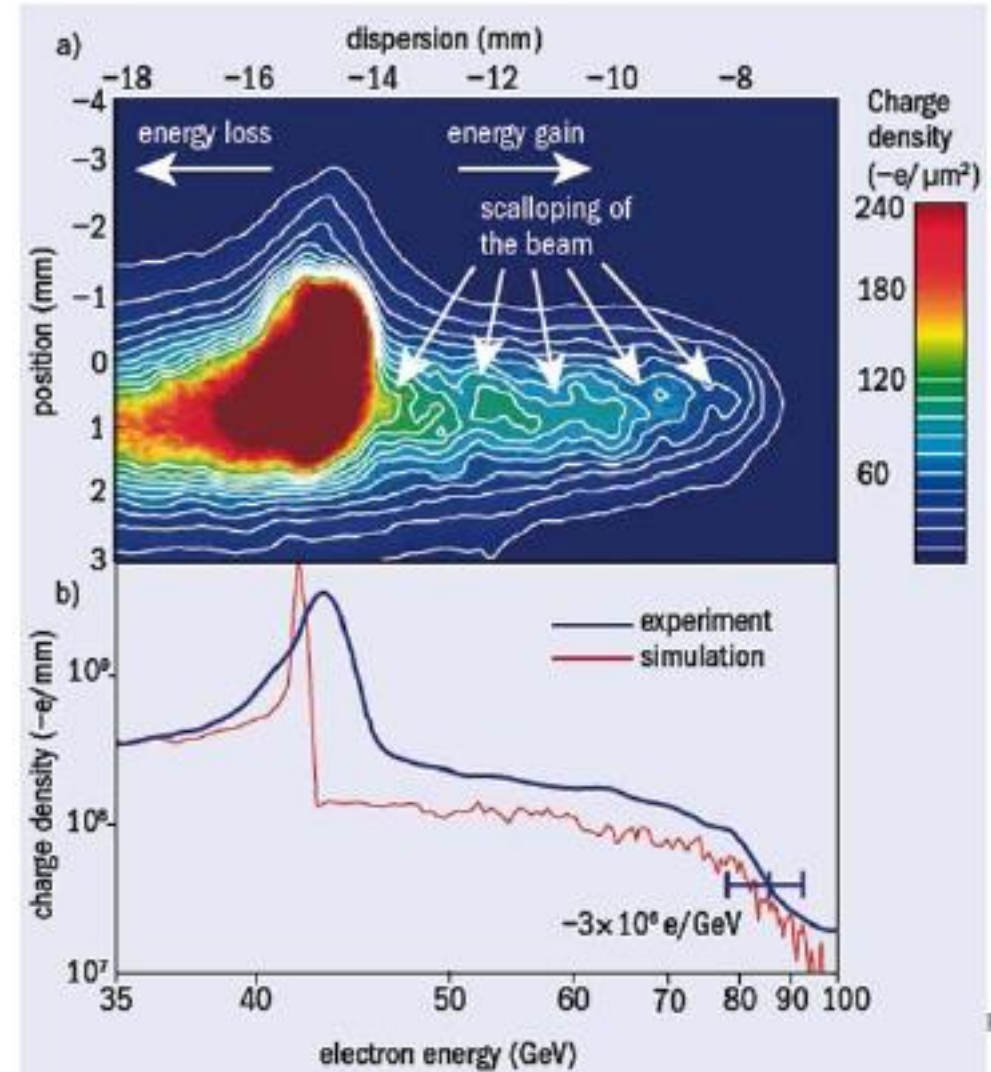 a)
dispersion (mm)
−18 −16 −14 −12 −10 −8
−4
−3
−2
−1
0
1
2
3
position (mm)
energy loss
energy gain
scalloping of
the beam
Charge
density
(−e/µm²)
240
180
120
60
b)
experiment
simulation
10⁹
10⁸
10⁷
charge density (−e/mm)
−3×10⁶ e/GeV
35 40 50 60 70 80 90 100
electron energy (GeV)